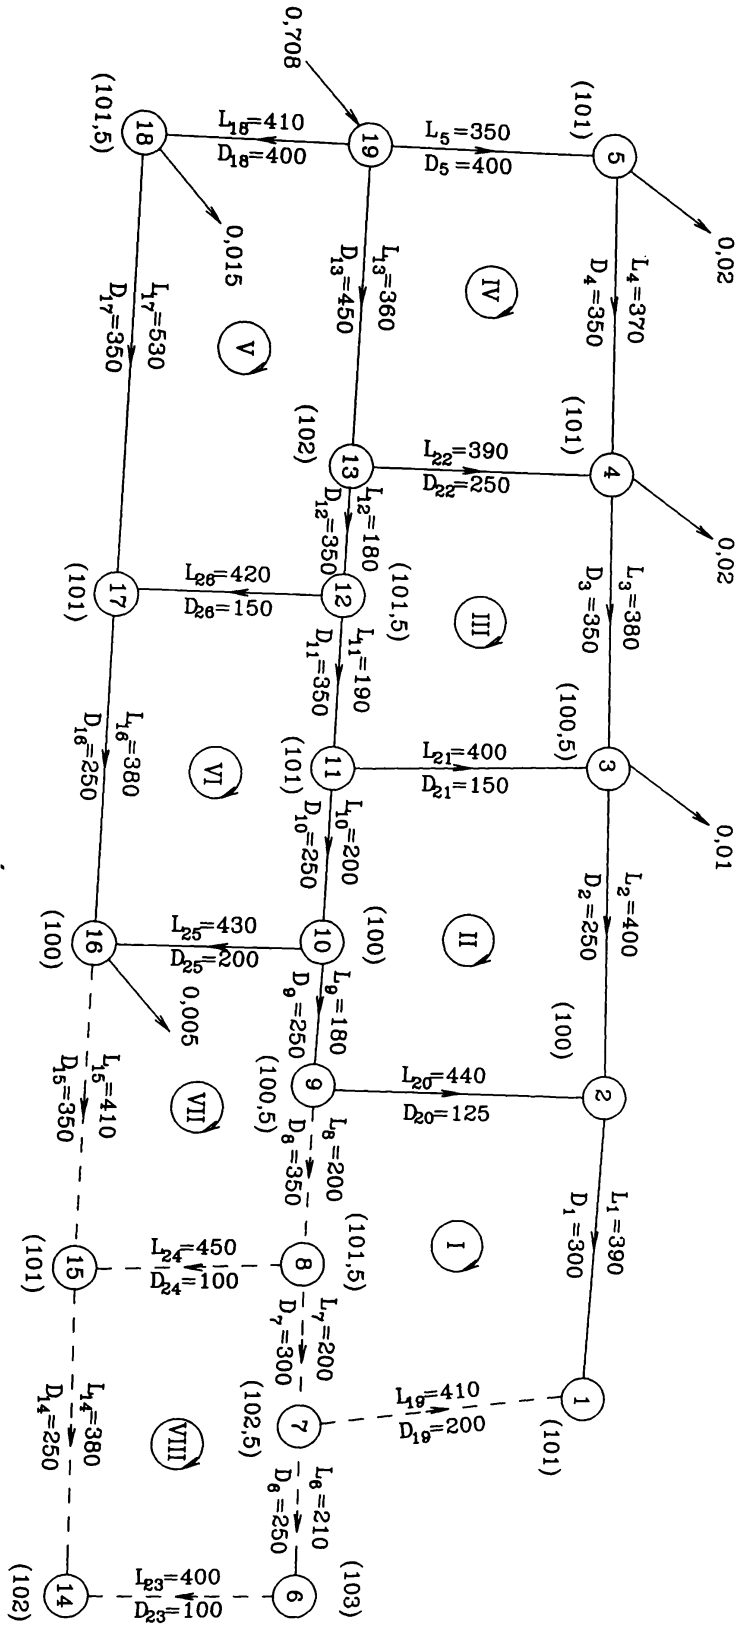 0,708
(101,5)
18
L18=410
D18=400
19
L5=350
D5=400
(101)
5
0,02
0,015
L17=530
D17=350
V
L13=360
D13=450
IV
L4=370
D4=350
(102)
13
L22=390
D22=250
(101)
4
0,02
L12=180
D12=350
(101)
17
L26=420
D26=150
12
(101,5)
III
L3=380
D3=350
L11=190
D11=350
L16=380
D16=250
VI
(101)
11
L21=400
D21=150
(100,5)
3
0,01
L10=200
D10=250
II
L2=400
D2=250
(100)
16
L25=430
D25=200
10
(100)
0,005
L9=180
D9=250
(100,5)
9
L20=440
D20=125
(100)
2
L15=410
D15=350
VII
L8=200
D8=350
I
L1=390
D1=300
(101)
15
L24=450
D24=100
8
(101,5)
L7=200
D7=300
(102,5)
7
L19=410
D19=200
1
(101)
L14=380
D14=250
VIII
L6=210
D6=250
(102)
14
L23=400
D23=100
6
(103)